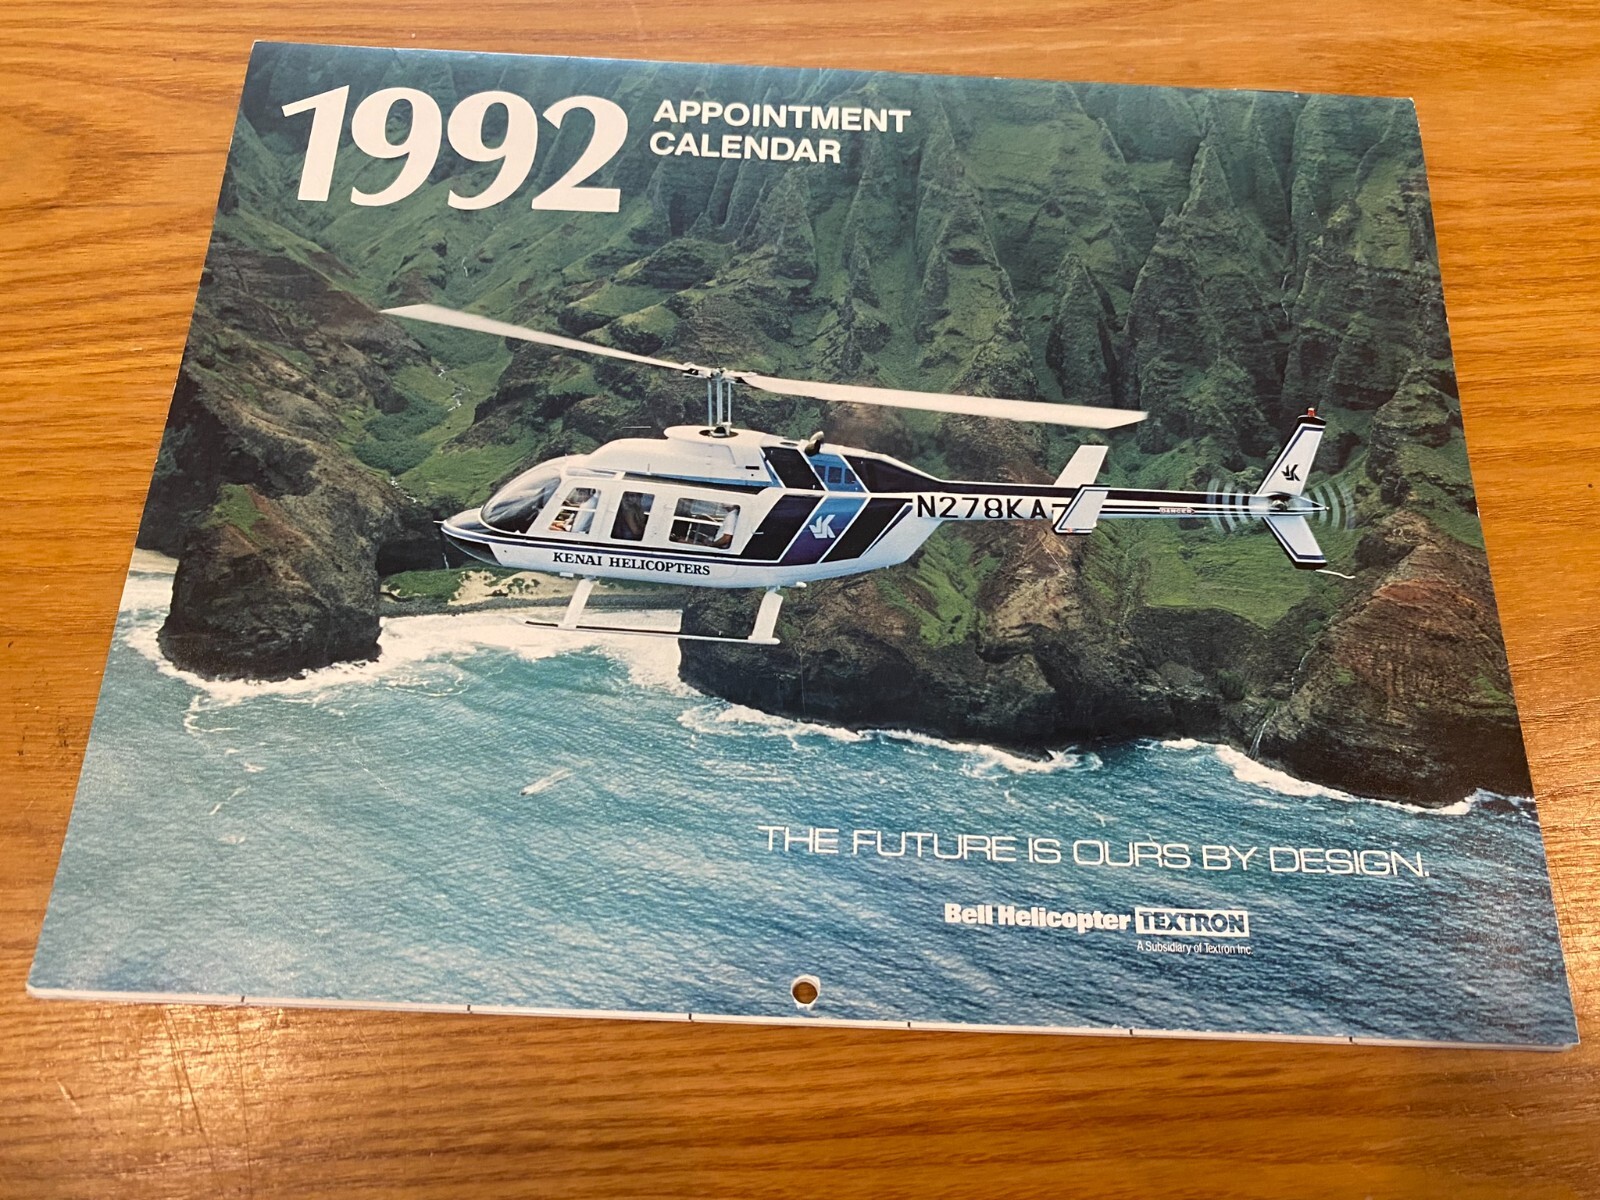 1992
APPOINTMENT
CALENDAR
N278KA
DANGER
KENAI HELICOPTERS
THE FUTURE IS OURS BY DESIGN.
Bell Helicopter TEXTRON
A Subsidiary of Textron Inc.